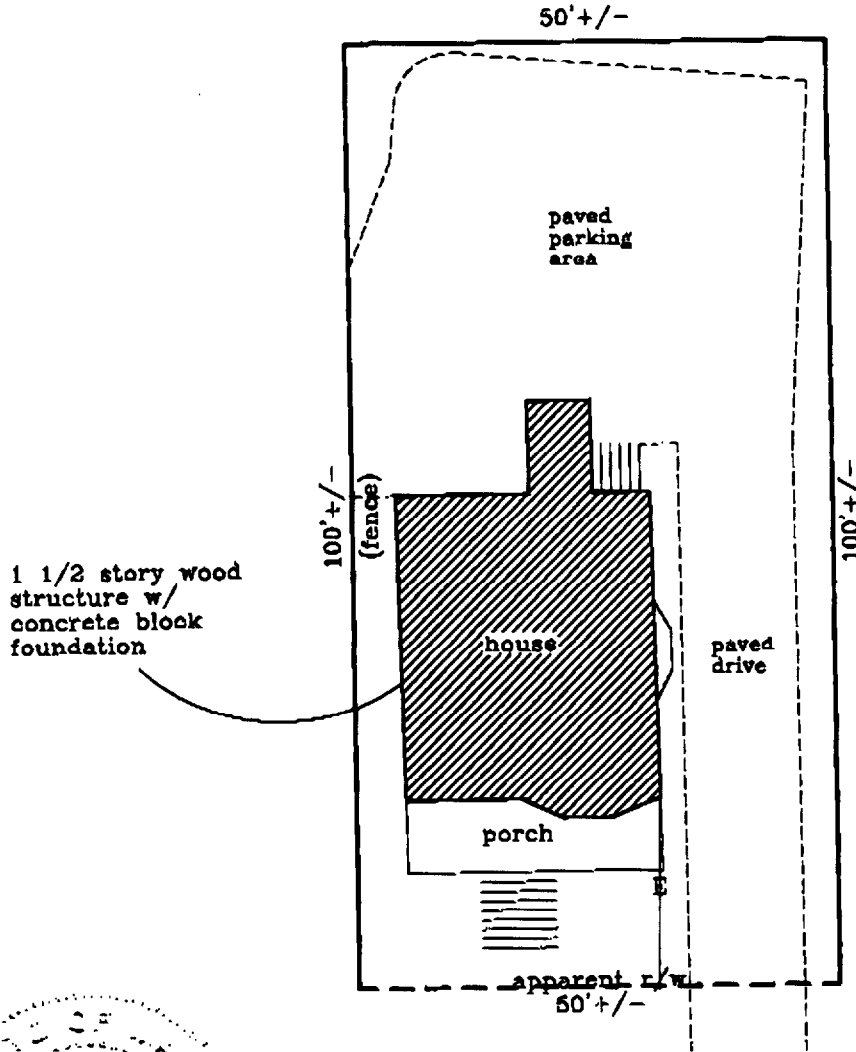 50'+/-
paved
parking
area
100'+/-
(fence)
100'+/-
1 1/2 story wood
structure w/
concrete block
foundation
house
paved
drive
porch
E
apparent r/w
50'+/-